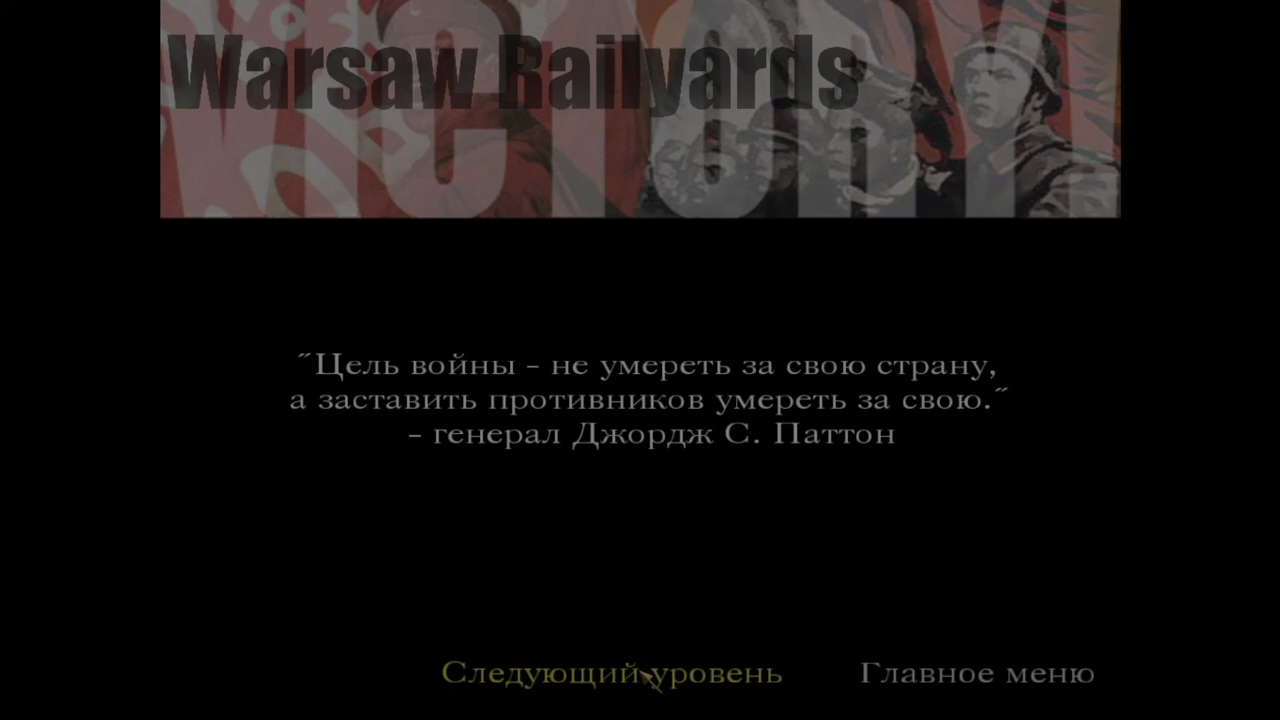 VICTORY
Warsaw Railyards
˝Цель войны - не умереть за свою страну,
а заставить противников умереть за свою.˝
- генерал Джордж С. Паттон
Следующий уровень Главное меню